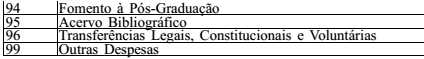 94 Fomento à Pós-Graduação
95 Acervo Bibliográfico
96 Transferências Legais, Constitucionais e Voluntárias
99 Outras Despesas